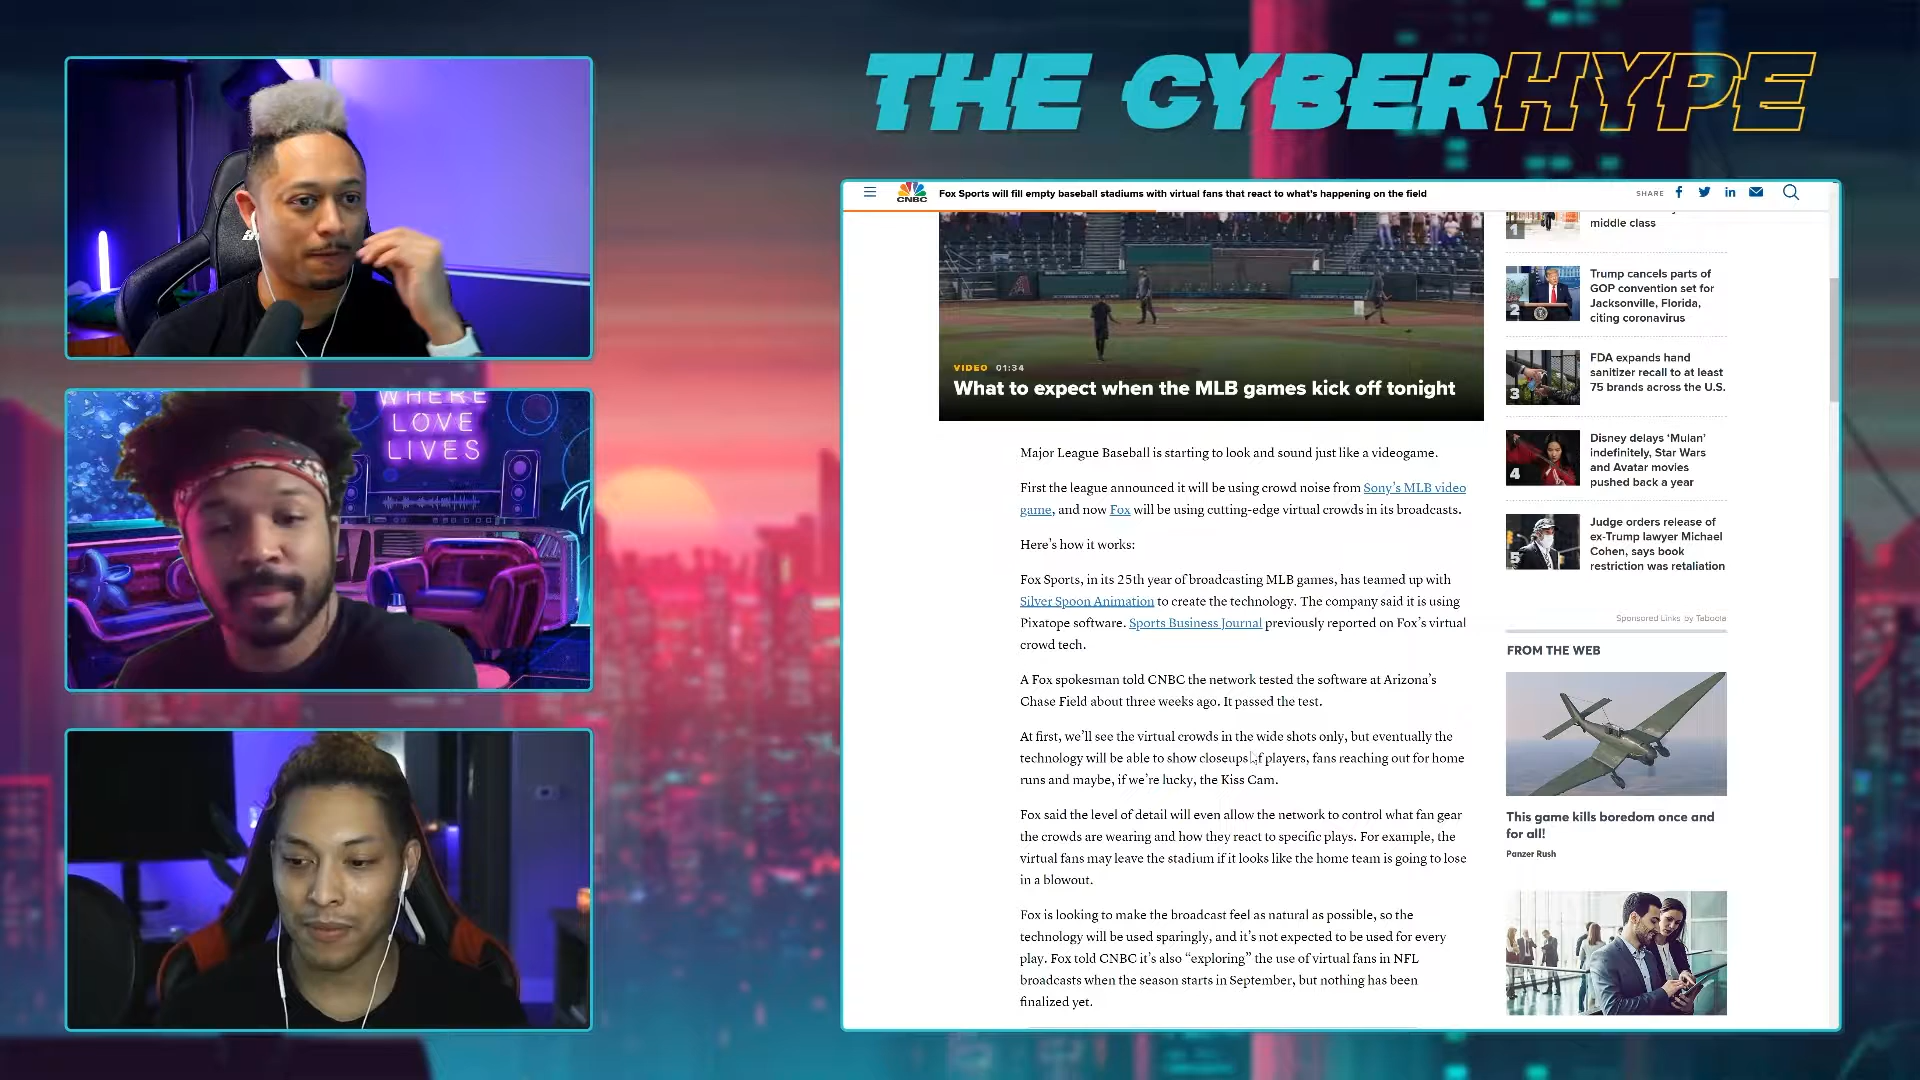 THE CYBERHYPE
WHERE
LOVE
LIVES
CNBC
Fox Sports will fill empty baseball stadiums with virtual fans that react to what's happening on the field
SHARE
VIDEO 01:34
What to expect when the MLB games kick off tonight
Major League Baseball is starting to look and sound just like a videogame.
First the league announced it will be using crowd noise from Sony's MLB video
game, and now Fox will be using cutting-edge virtual crowds in its broadcasts.
Here's how it works:
Fox Sports, in its 25th year of broadcasting MLB games, has teamed up with
Silver Spoon Animation to create the technology. The company said it is using
Pixatope software. Sports Business Journal previously reported on Fox's virtual
crowd tech.
A Fox spokesman told CNBC the network tested the software at Arizona's
Chase Field about three weeks ago. It passed the test.
At first, we'll see the virtual crowds in the wide shots only, but eventually the
technology will be able to show closeups of players, fans reaching out for home
runs and maybe, if we're lucky, the Kiss Cam.
Fox said the level of detail will even allow the network to control what fan gear
the crowds are wearing and how they react to specific plays. For example, the
virtual fans may leave the stadium if it looks like the home team is going to lose
in a blowout.
Fox is looking to make the broadcast feel as natural as possible, so the
technology will be used sparingly, and it's not expected to be used for every
play. Fox told CNBC it's also "exploring" the use of virtual fans in NFL
broadcasts when the season starts in September, but nothing has been
finalized yet.
1
middle class
2
Trump cancels parts of
GOP convention set for
Jacksonville, Florida,
citing coronavirus
3
FDA expands hand
sanitizer recall to at least
75 brands across the U.S.
4
Disney delays 'Mulan'
indefinitely, Star Wars
and Avatar movies
pushed back a year
5
Judge orders release of
ex-Trump lawyer Michael
Cohen, says book
restriction was retaliation
Sponsored Links by Taboola
FROM THE WEB
This game kills boredom once and
for all!
Panzer Rush